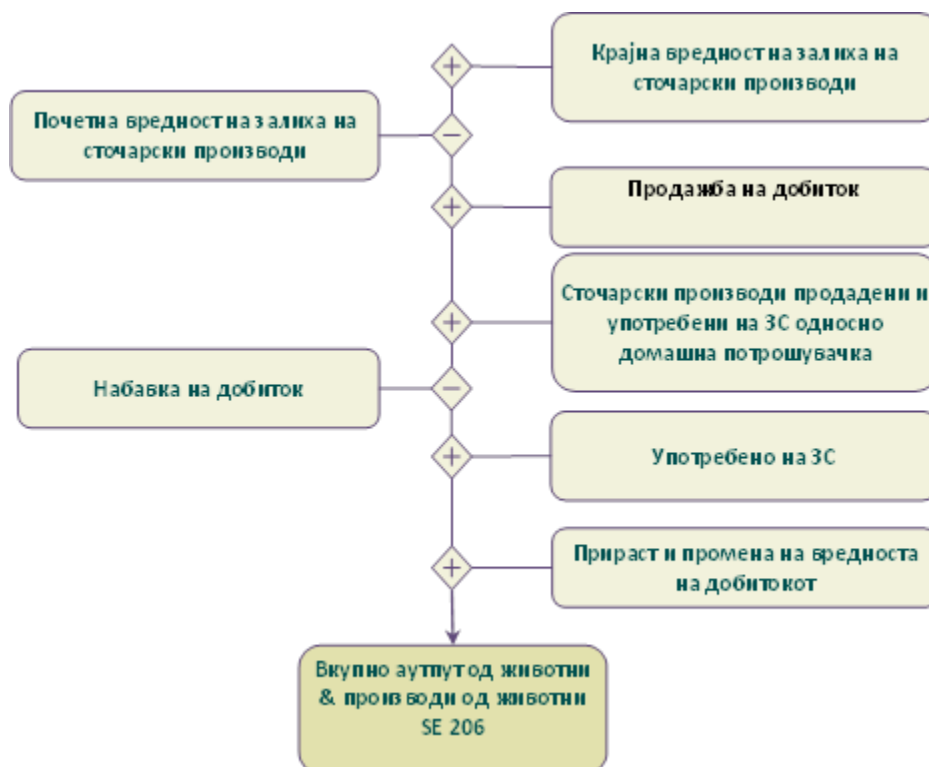 Крајна вредност на залиха на
сточарски производи
Почетна вредност на залиха на
сточарски производи
Продажба на добиток
Сточарски производи продадени и
употребени на ЗС односно
домашна потрошувачка
Набавка на добиток
Употребено на ЗС
Прираст и промена на вредноста
на добитокот
Вкупно аутпут од животни
& производи од животни
SE 206